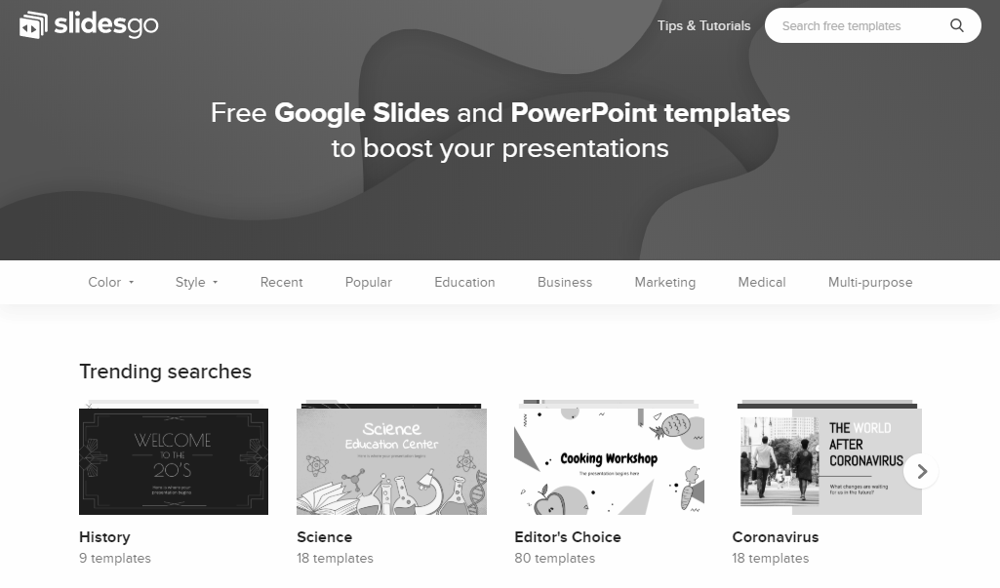 slidesgo
Tips & Tutorials
Search free templates
Free Google Slides and PowerPoint templates
to boost your presentations
Color
Style
Recent
Popular
Education
Business
Marketing
Medical
Multi-purpose
Trending searches
WELCOME
TO THE
20'S
Here is where your
presentation begins
Science
Education Center
Here is where your presentation begins
Cooking Workshop
The presentation begins here
THE WORLD
AFTER
CORONAVIRUS
What changes are waiting
for us in the future?
History
9 templates
Science
18 templates
Editor's Choice
80 templates
Coronavirus
18 templates